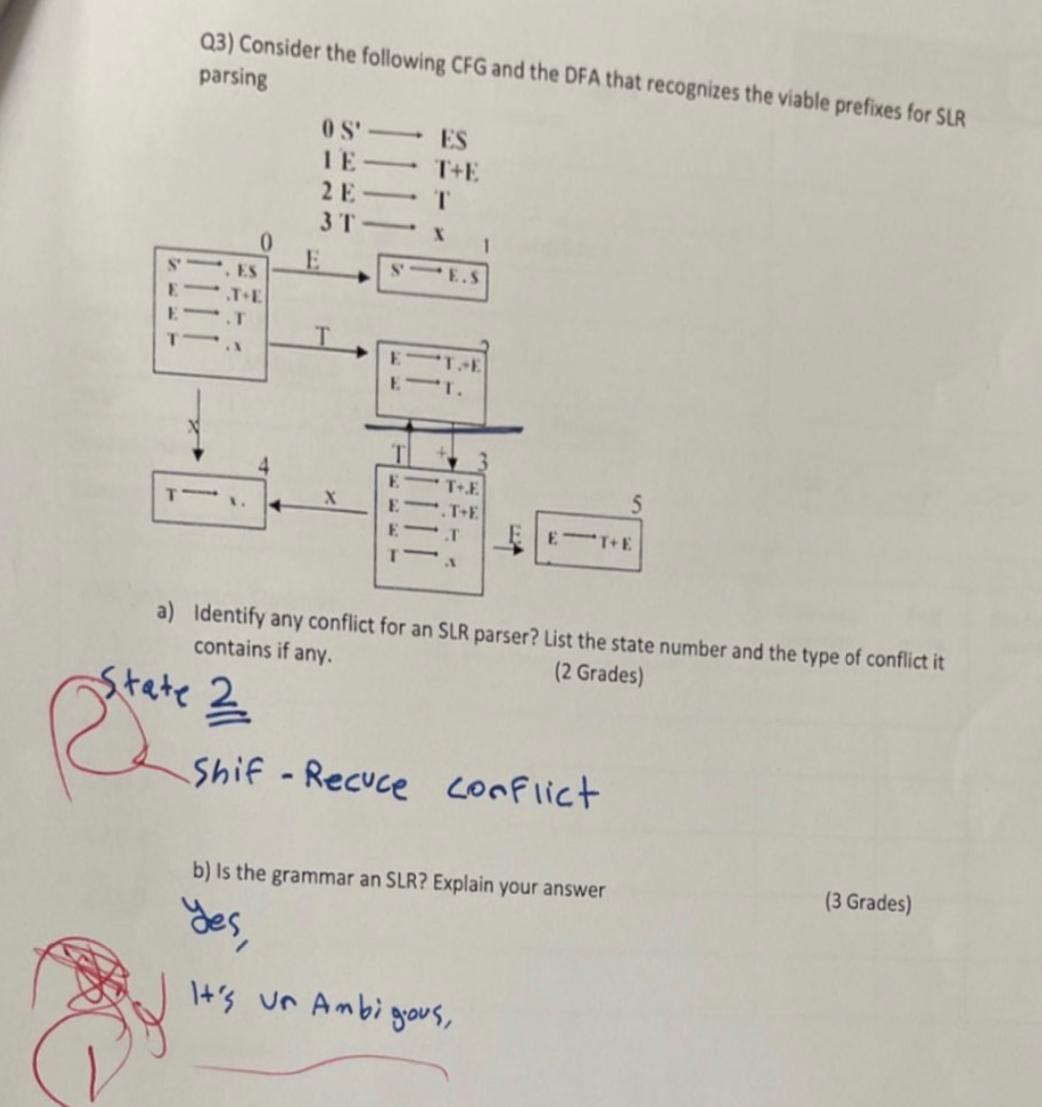 Q3) Consider the following CFG and the DFA that recognizes the viable prefixes for SLR
parsing
0 S' → ES
1 E → T+E
2 E → T
3 T → x
0
E
1
S' → . ES
E → .T+E
E → .T
T → .x
S' → E.S
T
2
E → T.+E
E → T.
x
T
+
3
4
T → x.
x
E → T+.E
E → .T+E
E → .T
T → .x
E
5
E → T+E
a) Identify any conflict for an SLR parser? List the state number and the type of conflict it
contains if any. (2 Grades)
State 2
Shif - Recuce conflict
b) Is the grammar an SLR? Explain your answer (3 Grades)
Yes,
It's un Ambigous,
1